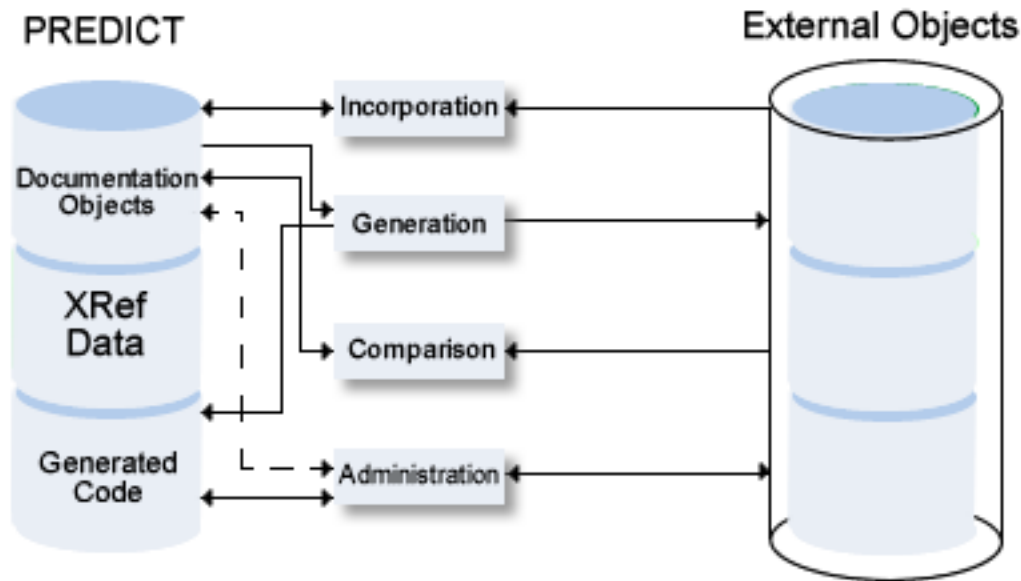 PREDICT
External Objects
Incorporation
Documentation
Objects
Generation
XRef
Data
Comparison
Generated
Code
Administration